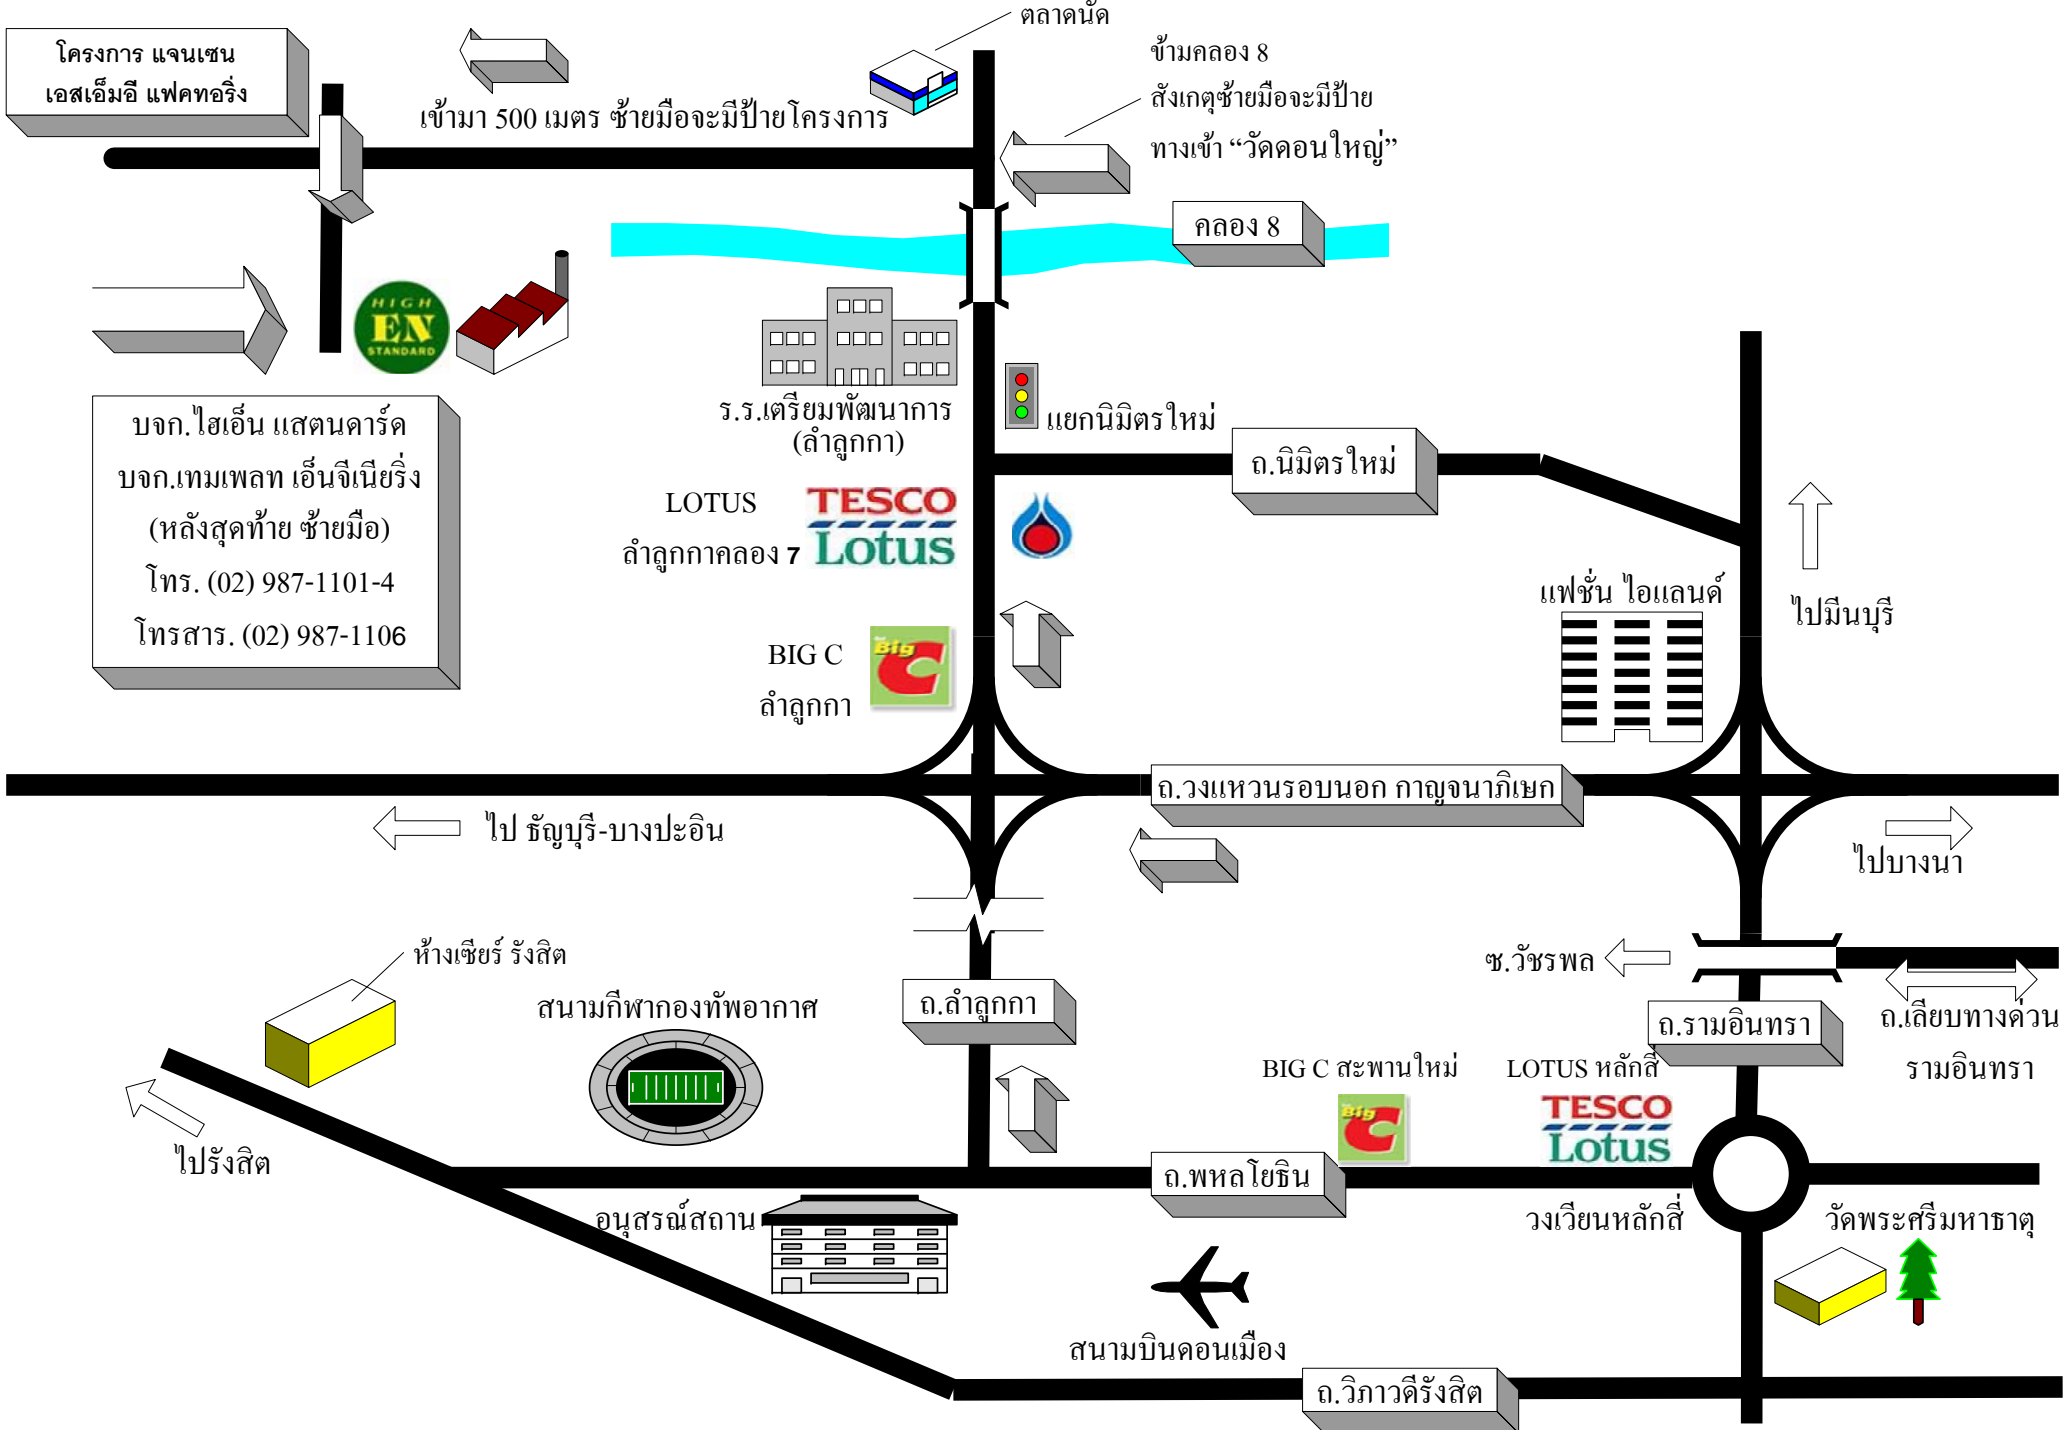 ตลาดนัด
โครงการ แจนเซน
เอสเอ็มอี แฟคทอริ่ง
ข้ามคลอง 8
สังเกตุซ้ายมือจะมีป้าย
ทางเข้า “วัดดอนใหญ่”
เข้ามา 500 เมตร ซ้ายมือจะมีป้ายโครงการ
คลอง 8
HIGH
EN
STANDARD
บจก.ไฮเอ็น แสตนดาร์ด
บจก.เทมเพลท เอ็นจีเนียริ่ง
(หลังสุดท้าย ซ้ายมือ)
โทร. (02) 987-1101-4
โทรสาร. (02) 987-1106
ร.ร.เตรียมพัฒนาการ
(ลำลูกกา)
แยกนิมิตรใหม่
ถ.นิมิตรใหม่
LOTUS
ลำลูกกาคลอง 7
TESCO
Lotus
BIG C
ลำลูกกา
Big
C
แฟชั่น ไอแลนด์
ไปมีนบุรี
ถ.วงแหวนรอบนอก กาญจนาภิเษก
ไป ธัญบุรี-บางปะอิน
ไปบางนา
ห้างเซียร์ รังสิต
สนามกีฬากองทัพอากาศ
ถ.ลำลูกกา
ซ.วัชรพล
ถ.รามอินทรา
ถ.เลียบทางด่วน
รามอินทรา
BIG C สะพานใหม่
Big
C
LOTUS หลักสี่
TESCO
Lotus
ไปรังสิต
ถ.พหลโยธิน
อนุสรณ์สถาน
วงเวียนหลักสี่
วัดพระศรีมหาธาตุ
สนามบินดอนเมือง
ถ.วิภาวดีรังสิต